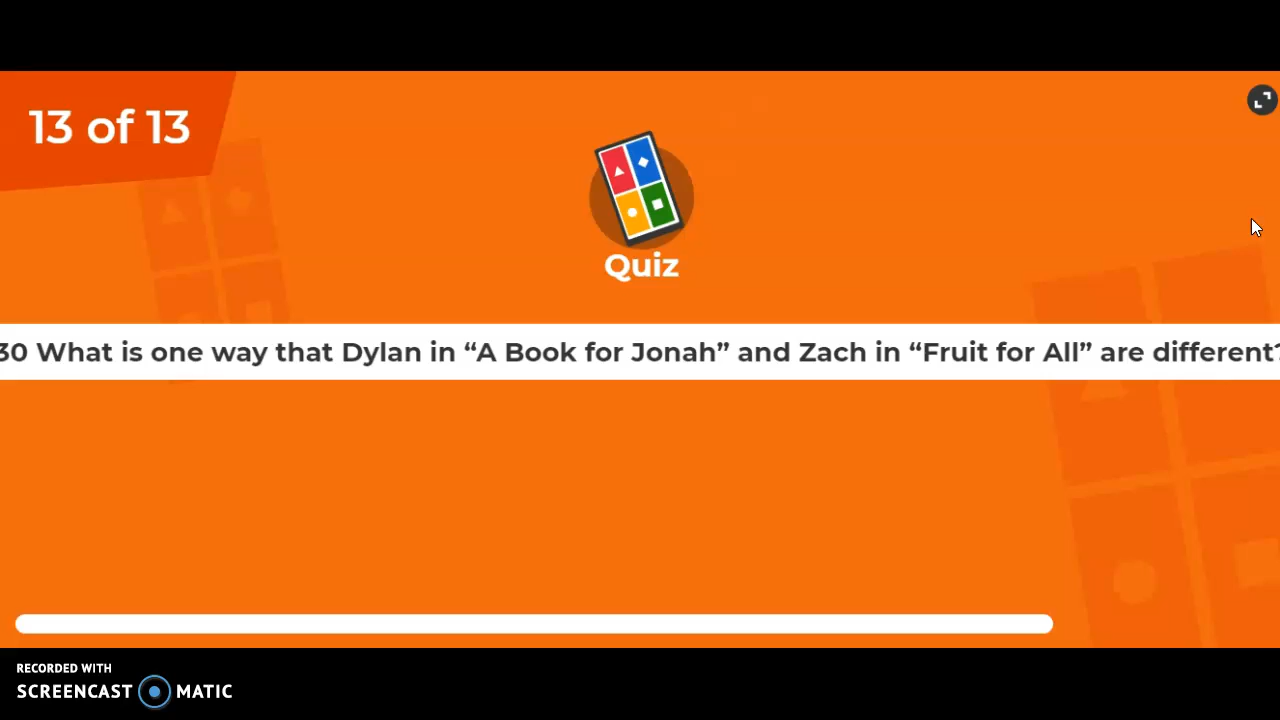 13 of 13
Quiz
30 What is one way that Dylan in “A Book for Jonah” and Zach in “Fruit for All” are different?
RECORDED WITH
SCREENCAST MATIC